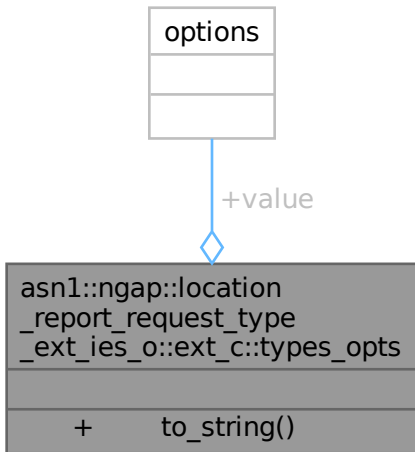 options
+value
asn1::ngap::location
_report_request_type
_ext_ies_o::ext_c::types_opts
+ to_string()